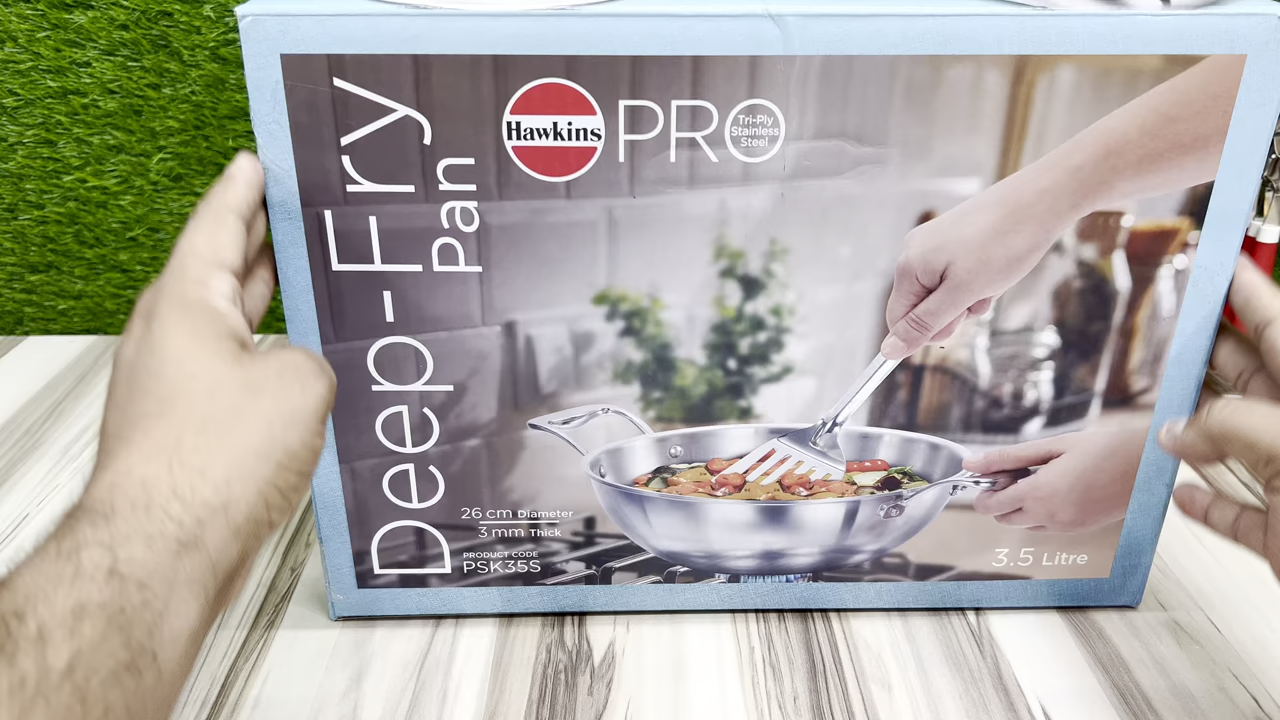 Deep-Fry
Pan
Hawkins
PRO
Tri-Ply
Stainless
Steel
26 cm Diameter
3 mm Thick
PRODUCT CODE
PSK35S
3.5 Litre